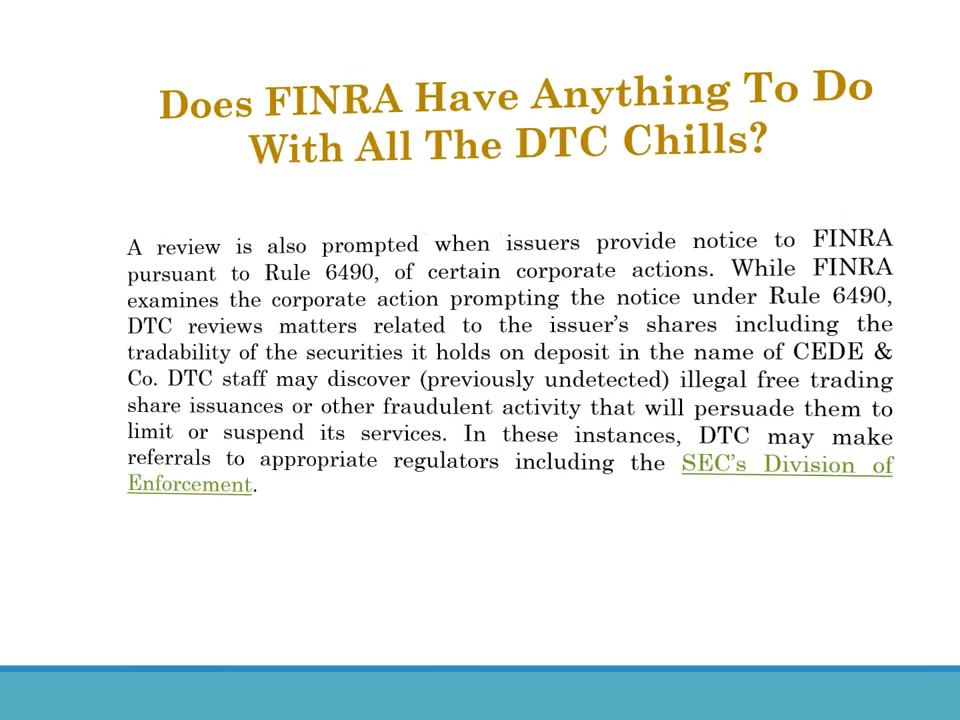 Does FINRA Have Anything To Do
With All The DTC Chills?
A review is also prompted when issuers provide notice to FINRA
pursuant to Rule 6490, of certain corporate actions. While FINRA
examines the corporate action prompting the notice under Rule 6490,
DTC reviews matters related to the issuer’s shares including the
tradability of the securities it holds on deposit in the name of CEDE &
Co. DTC staff may discover (previously undetected) illegal free trading
share issuances or other fraudulent activity that will persuade them to
limit or suspend its services. In these instances, DTC may make
referrals to appropriate regulators including the SEC’s Division of
Enforcement.